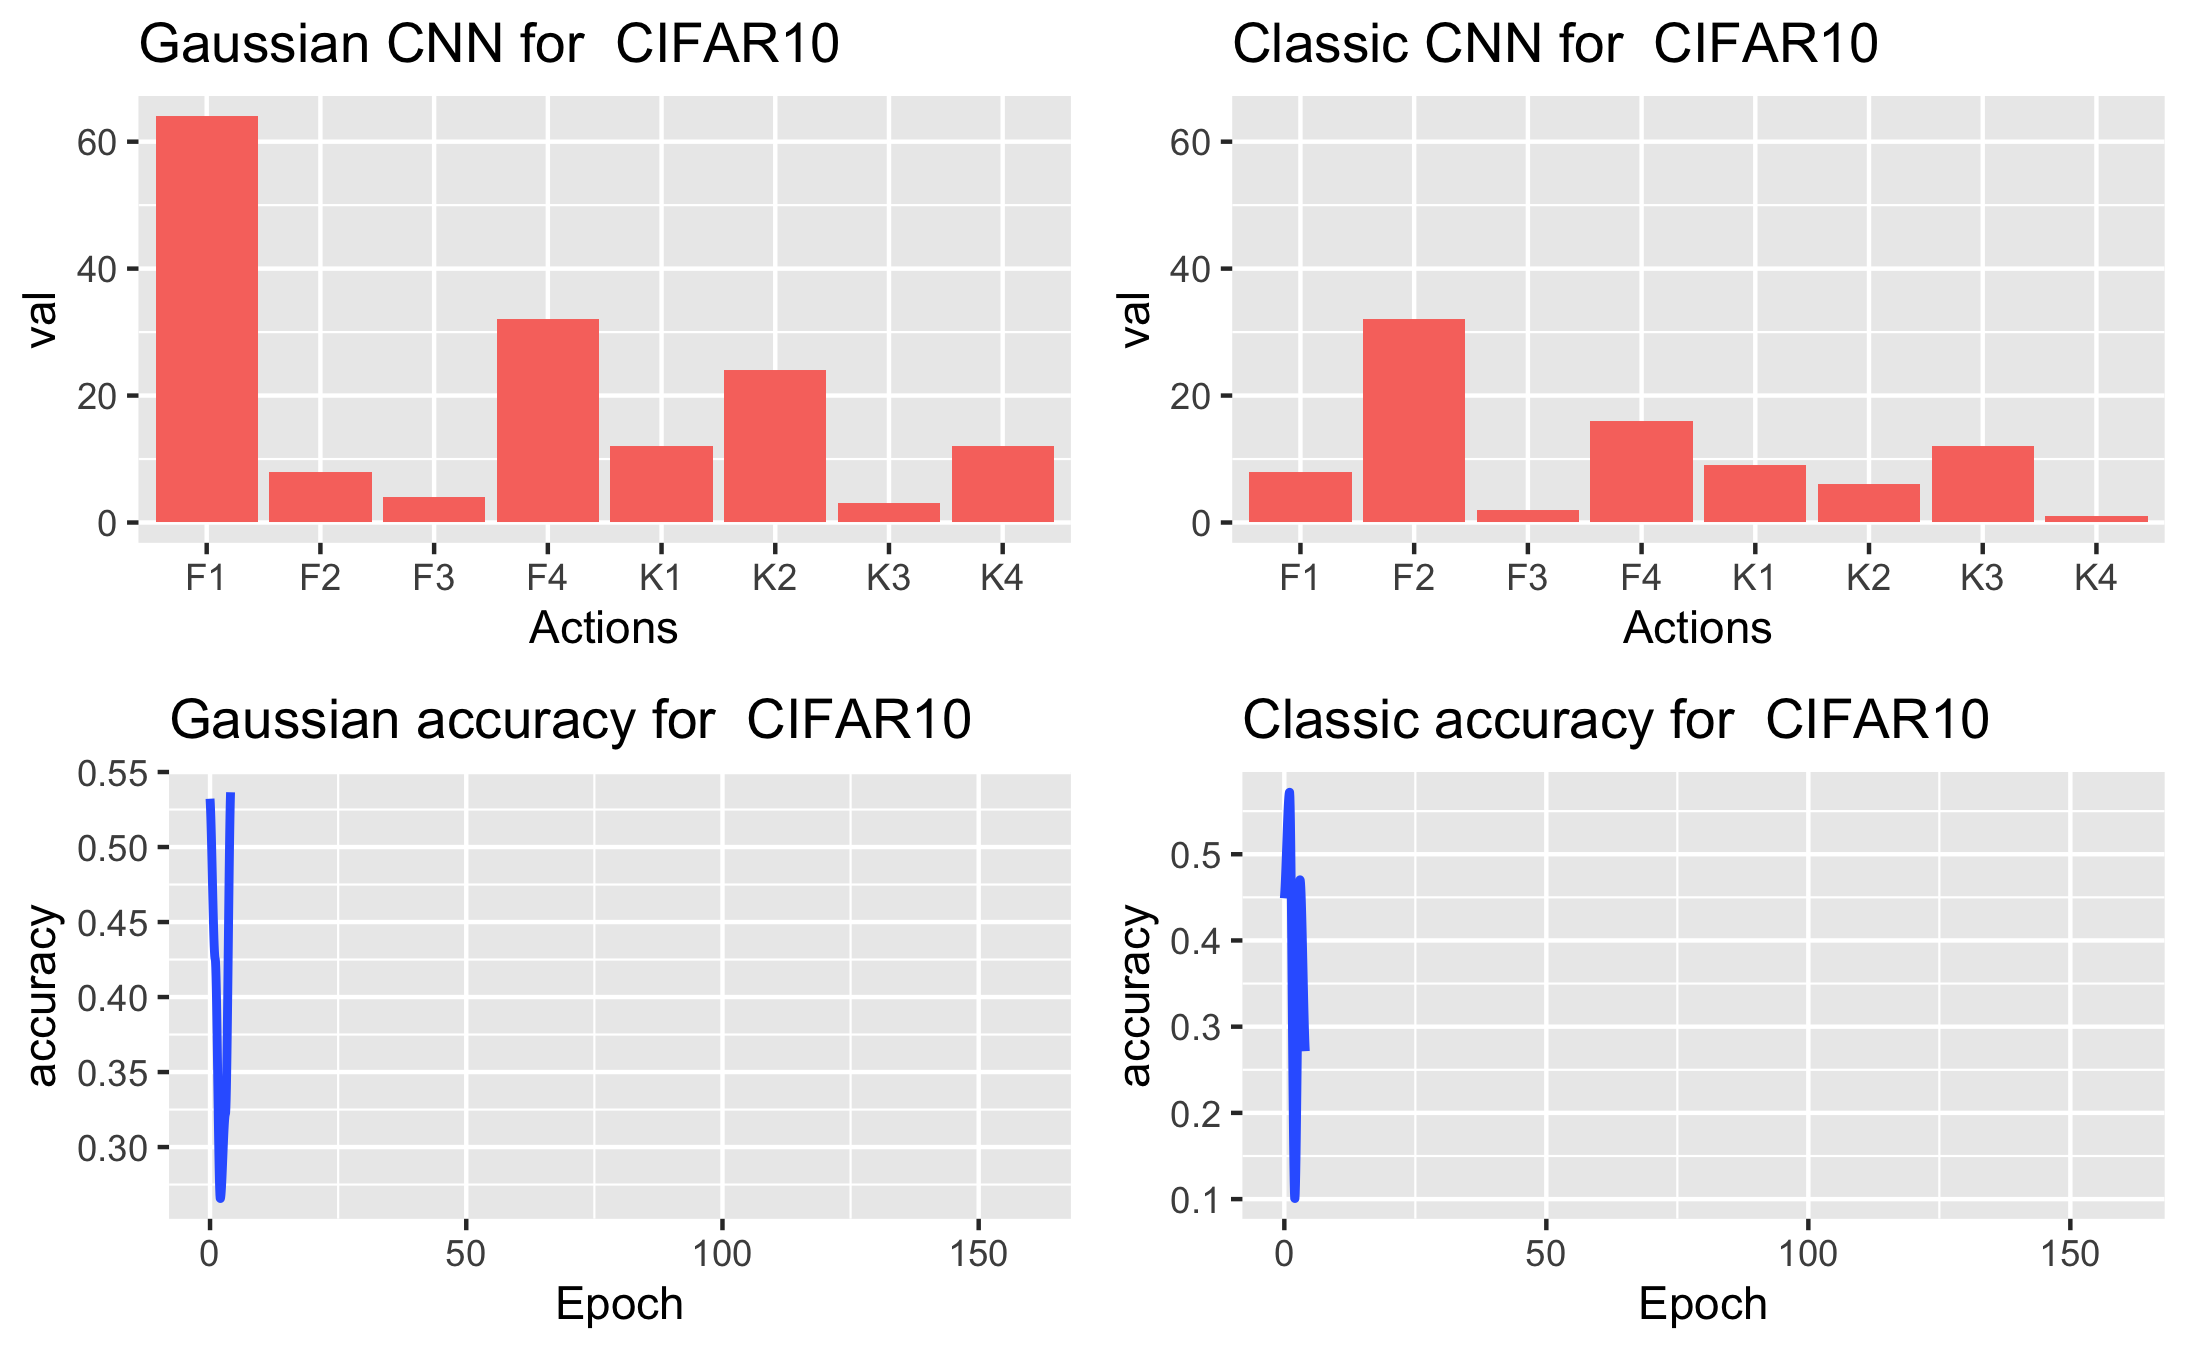 Gaussian CNN for  CIFAR10
val
60
40
20
0
F1 F2 F3 F4 K1 K2 K3 K4
Actions
Classic CNN for  CIFAR10
val
60
40
20
0
F1 F2 F3 F4 K1 K2 K3 K4
Actions
Gaussian accuracy for  CIFAR10
accuracy
0.55
0.50
0.45
0.40
0.35
0.30
0 50 100 150
Epoch
Classic accuracy for  CIFAR10
accuracy
0.5
0.4
0.3
0.2
0.1
0 50 100 150
Epoch